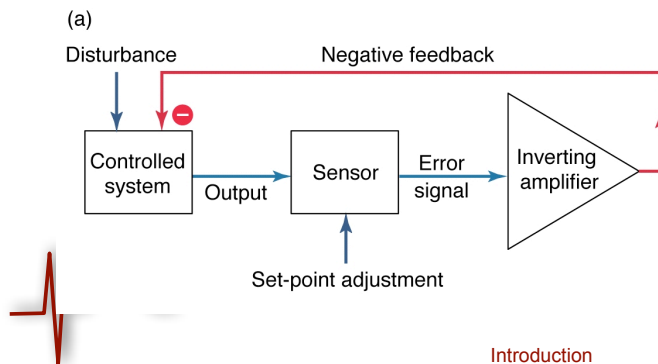 (a)
Disturbance
Negative feedback
Controlled
system
Output
Sensor
Error
signal
Inverting
amplifier
Set-point adjustment
Introduction